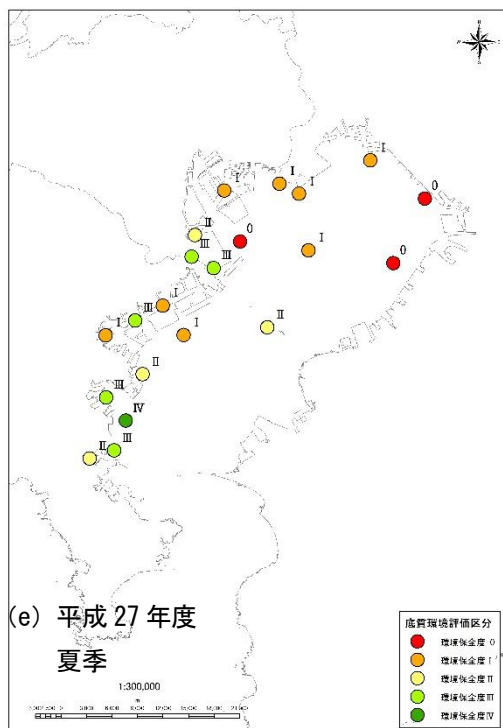 I
I
I
I
0
II
0
III
III
I
0
I
III
II
I
I
II
III
IV
III
II
(e) 平成 27 年度
夏季
1:300,000
底質環境評価区分
環境保全度 0
環境保全度 I
環境保全度 II
環境保全度 III
環境保全度 IV